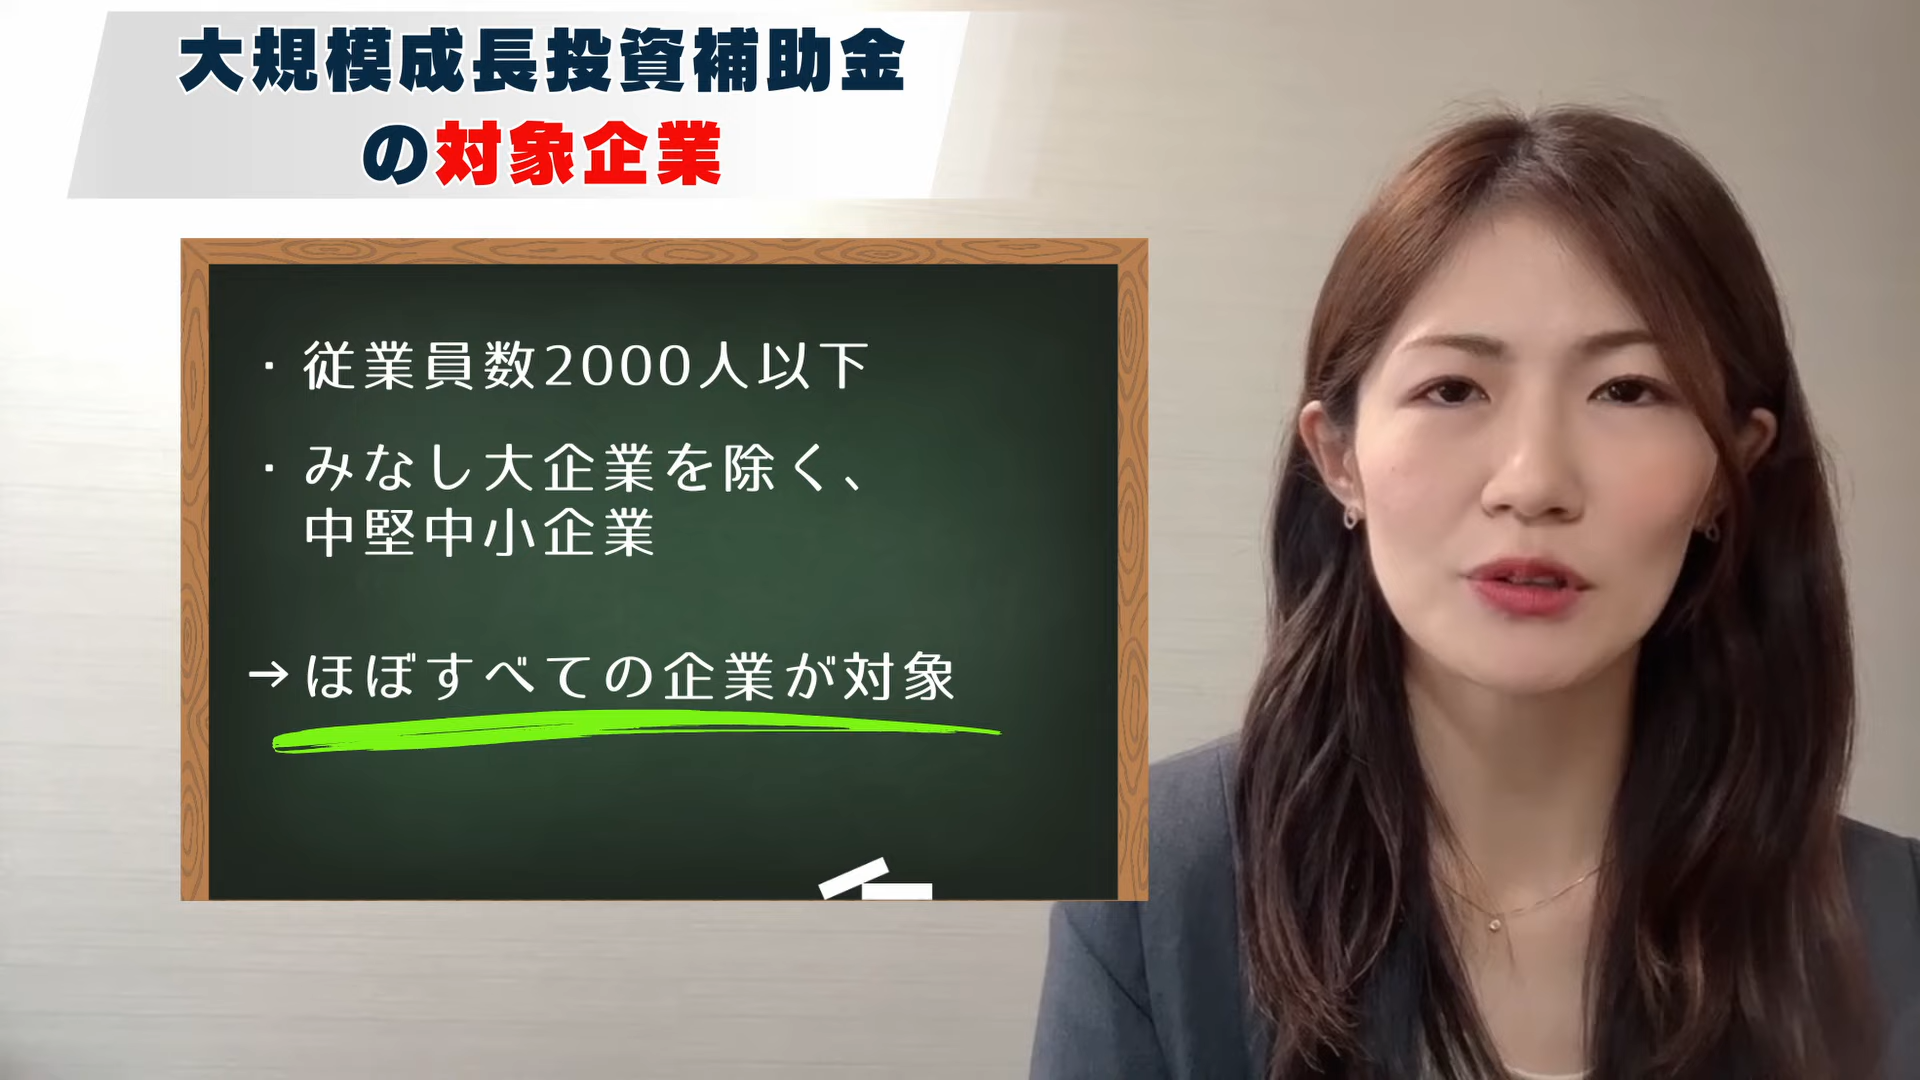 大規模成長投資補助金
の対象企業
・従業員数2000人以下
・みなし大企業を除く、
中堅中小企業
→ほぼすべての企業が対象